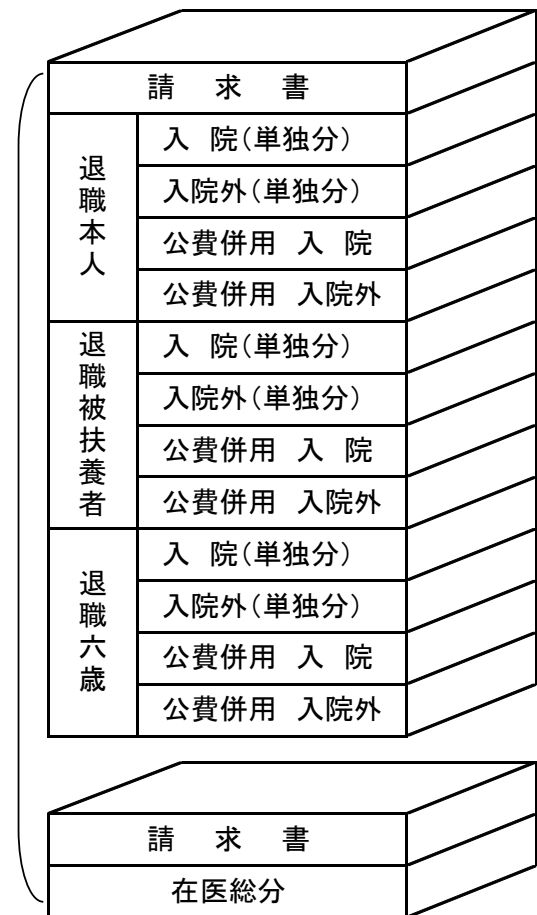 請 求 書
退職本人
入 院(単独分)
入院外(単独分)
公費併用 入 院
公費併用 入院外
退職被扶養者
入 院(単独分)
入院外(単独分)
公費併用 入 院
公費併用 入院外
退職六歳
入 院(単独分)
入院外(単独分)
公費併用 入 院
公費併用 入院外
請 求 書
在医総分